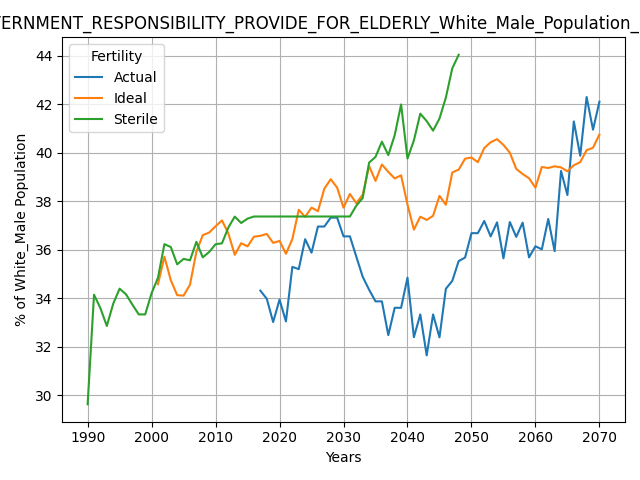 ERNMENT_RESPONSIBILITY_PROVIDE_FOR_ELDERLY_White_Male_Population_
Fertility
Actual
Ideal
Sterile
% of White_Male Population
44
42
40
38
36
34
32
30
1990
2000
2010
2020
2030
2040
2050
2060
2070
Years